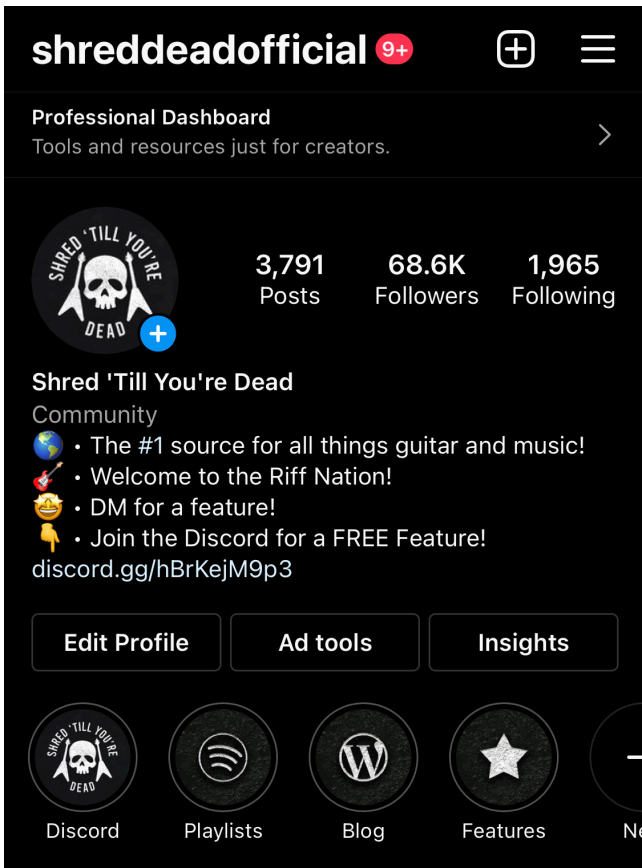 shreddeadofficial 9+
Professional Dashboard
Tools and resources just for creators.
SHRED 'TILL YOU'RE
DEAD
3,791 68.6K 1,965
Posts Followers Following
Shred 'Till You're Dead
Community
🌎 • The #1 source for all things guitar and music!
🎸 • Welcome to the Riff Nation!
🤩 • DM for a feature!
👇 • Join the Discord for a FREE Feature!
discord.gg/hBrKejM9p3
Edit Profile Ad tools Insights
SHRED 'TILL YOU'RE
DEAD
Discord Playlists Blog Features Ne